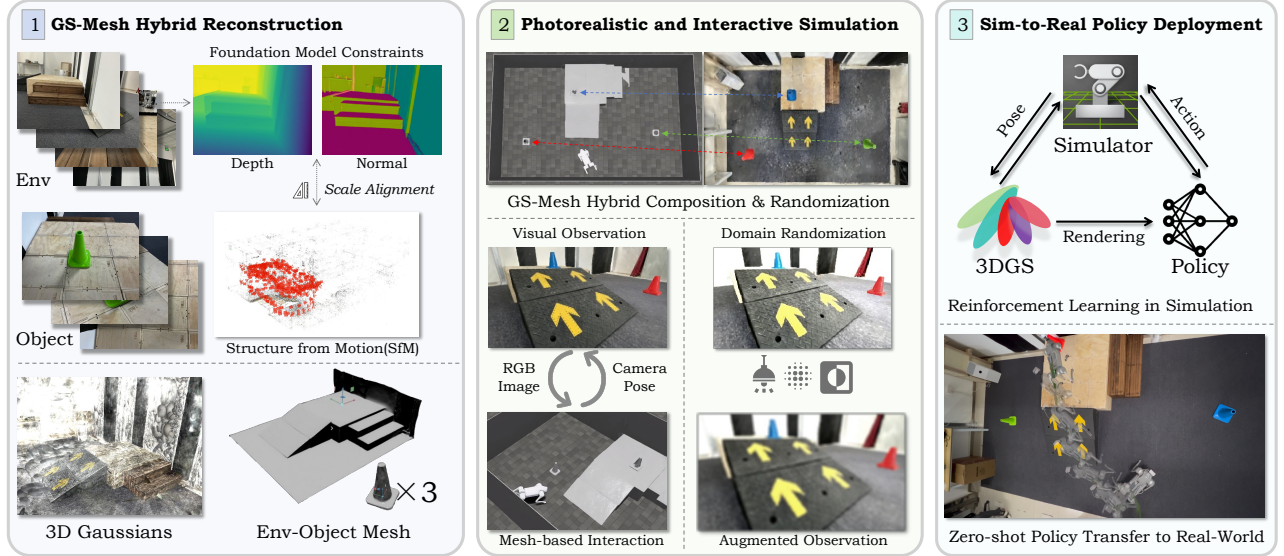 1 GS-Mesh Hybrid Reconstruction
Foundation Model Constraints
Env
Depth
Normal
Scale Alignment
Object
Structure from Motion(SfM)
3D Gaussians
×3
Env-Object Mesh
2 Photorealistic and Interactive Simulation
GS-Mesh Hybrid Composition & Randomization
Visual Observation
Domain Randomization
RGB
Image
Camera
Pose
Mesh-based Interaction
Augmented Observation
3 Sim-to-Real Policy Deployment
Pose
Action
Simulator
Rendering
3DGS
Policy
Reinforcement Learning in Simulation
Zero-shot Policy Transfer to Real-World